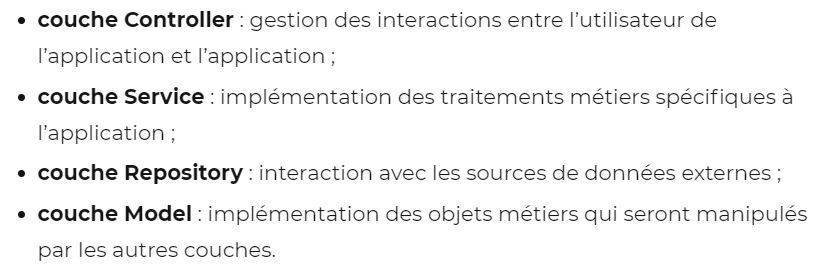 • couche Controller : gestion des interactions entre l’utilisateur de
l’application et l’application ;
• couche Service : implémentation des traitements métiers spécifiques à
l’application ;
• couche Repository : interaction avec les sources de données externes ;
• couche Model : implémentation des objets métiers qui seront manipulés
par les autres couches.